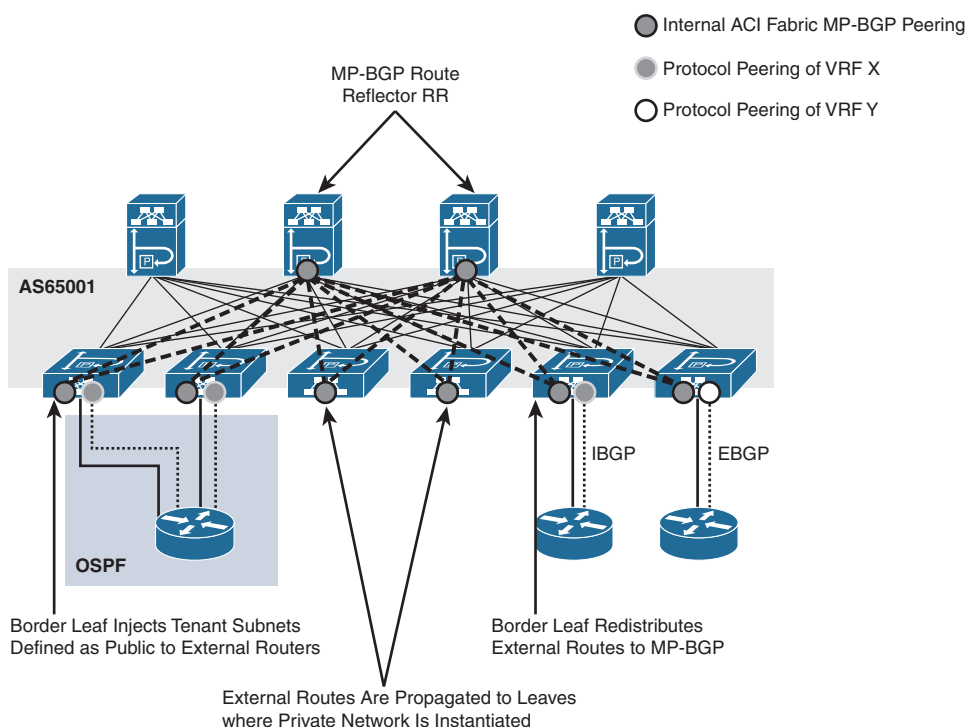 Internal ACI Fabric MP-BGP Peering
Protocol Peering of VRF X
Protocol Peering of VRF Y
MP-BGP Route
Reflector RR
P
P
P
P
AS65001
IBGP
EBGP
OSPF
Border Leaf Injects Tenant Subnets
Defined as Public to External Routers
Border Leaf Redistributes
External Routes to MP-BGP
External Routes Are Propagated to Leaves
where Private Network Is Instantiated